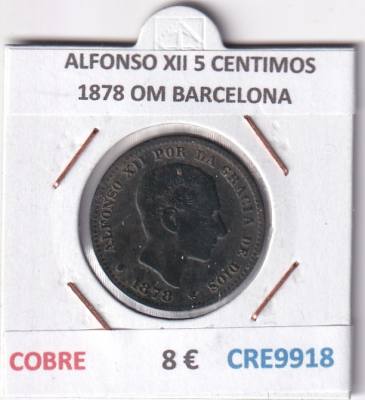 ALFONSO XII 5 CENTIMOS
1878 OM BARCELONA
ALFONSO XII POR LA GRACIA DE DIOS
1878
COBRE 8 € CRE9918